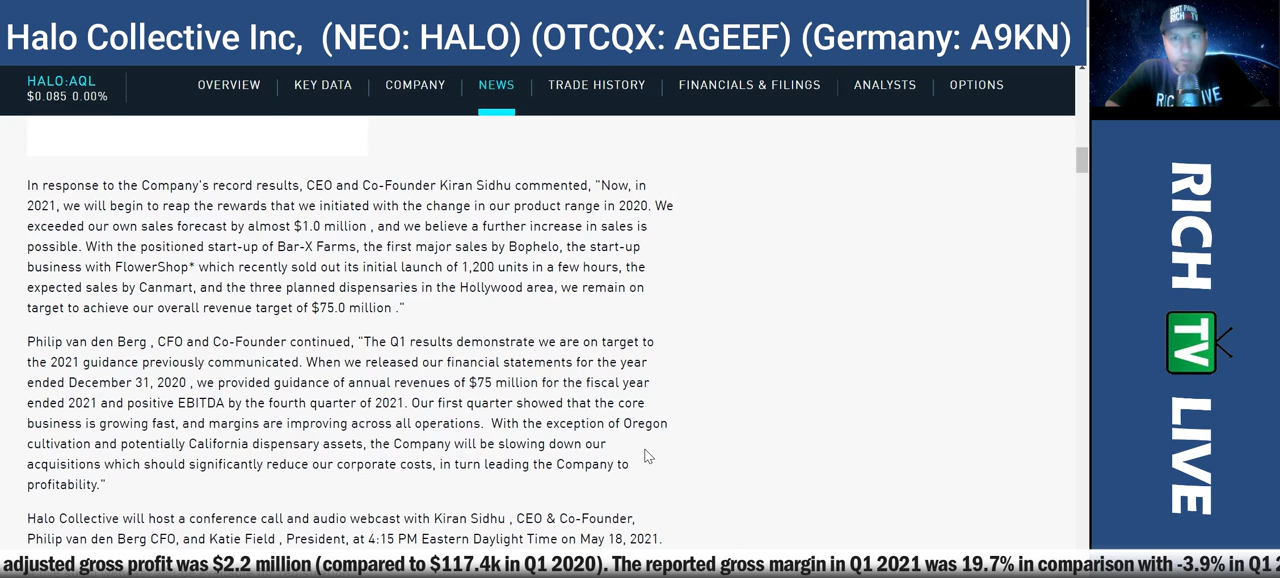 Halo Collective Inc, (NEO: HALO) (OTCQX: AGEEF) (Germany: A9KN)
HALO:AQL
$0.085 0.00%
OVERVIEW
KEY DATA
COMPANY
NEWS
TRADE HISTORY
FINANCIALS & FILINGS
ANALYSTS
OPTIONS
In response to the Company's record results, CEO and Co-Founder Kiran Sidhu commented, "Now, in
2021, we will begin to reap the rewards that we initiated with the change in our product range in 2020. We
exceeded our own sales forecast by almost $1.0 million , and we believe a further increase in sales is
possible. With the positioned start-up of Bar-X Farms, the first major sales by Bophelo, the start-up
business with FlowerShop* which recently sold out its initial launch of 1,200 units in a few hours, the
expected sales by Canmart, and the three planned dispensaries in the Hollywood area, we remain on
target to achieve our overall revenue target of $75.0 million ."
Philip van den Berg , CFO and Co-Founder continued, "The Q1 results demonstrate we are on target to
the 2021 guidance previously communicated. When we released our financial statements for the year
ended December 31, 2020 , we provided guidance of annual revenues of $75 million for the fiscal year
ended 2021 and positive EBITDA by the fourth quarter of 2021. Our first quarter showed that the core
business is growing fast, and margins are improving across all operations. With the exception of Oregon
cultivation and potentially California dispensary assets, the Company will be slowing down our
acquisitions which should significantly reduce our corporate costs, in turn leading the Company to
profitability."
Halo Collective will host a conference call and audio webcast with Kiran Sidhu , CEO & Co-Founder,
Philip van den Berg CFO, and Katie Field , President, at 4:15 PM Eastern Daylight Time on May 18, 2021.
RICH TV LIVE
adjusted gross profit was $2.2 million (compared to $117.4k in Q1 2020). The reported gross margin in Q1 2021 was 19.7% in comparison with -3.9% in Q1